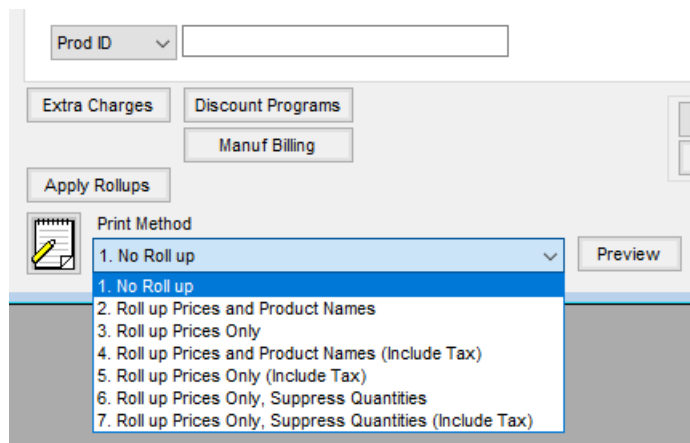 Prod ID
Extra Charges
Discount Programs
Manuf Billing
Apply Rollups
Print Method
1. No Roll up
Preview
1. No Roll up
2. Roll up Prices and Product Names
3. Roll up Prices Only
4. Roll up Prices and Product Names (Include Tax)
5. Roll up Prices Only (Include Tax)
6. Roll up Prices Only, Suppress Quantities
7. Roll up Prices Only, Suppress Quantities (Include Tax)